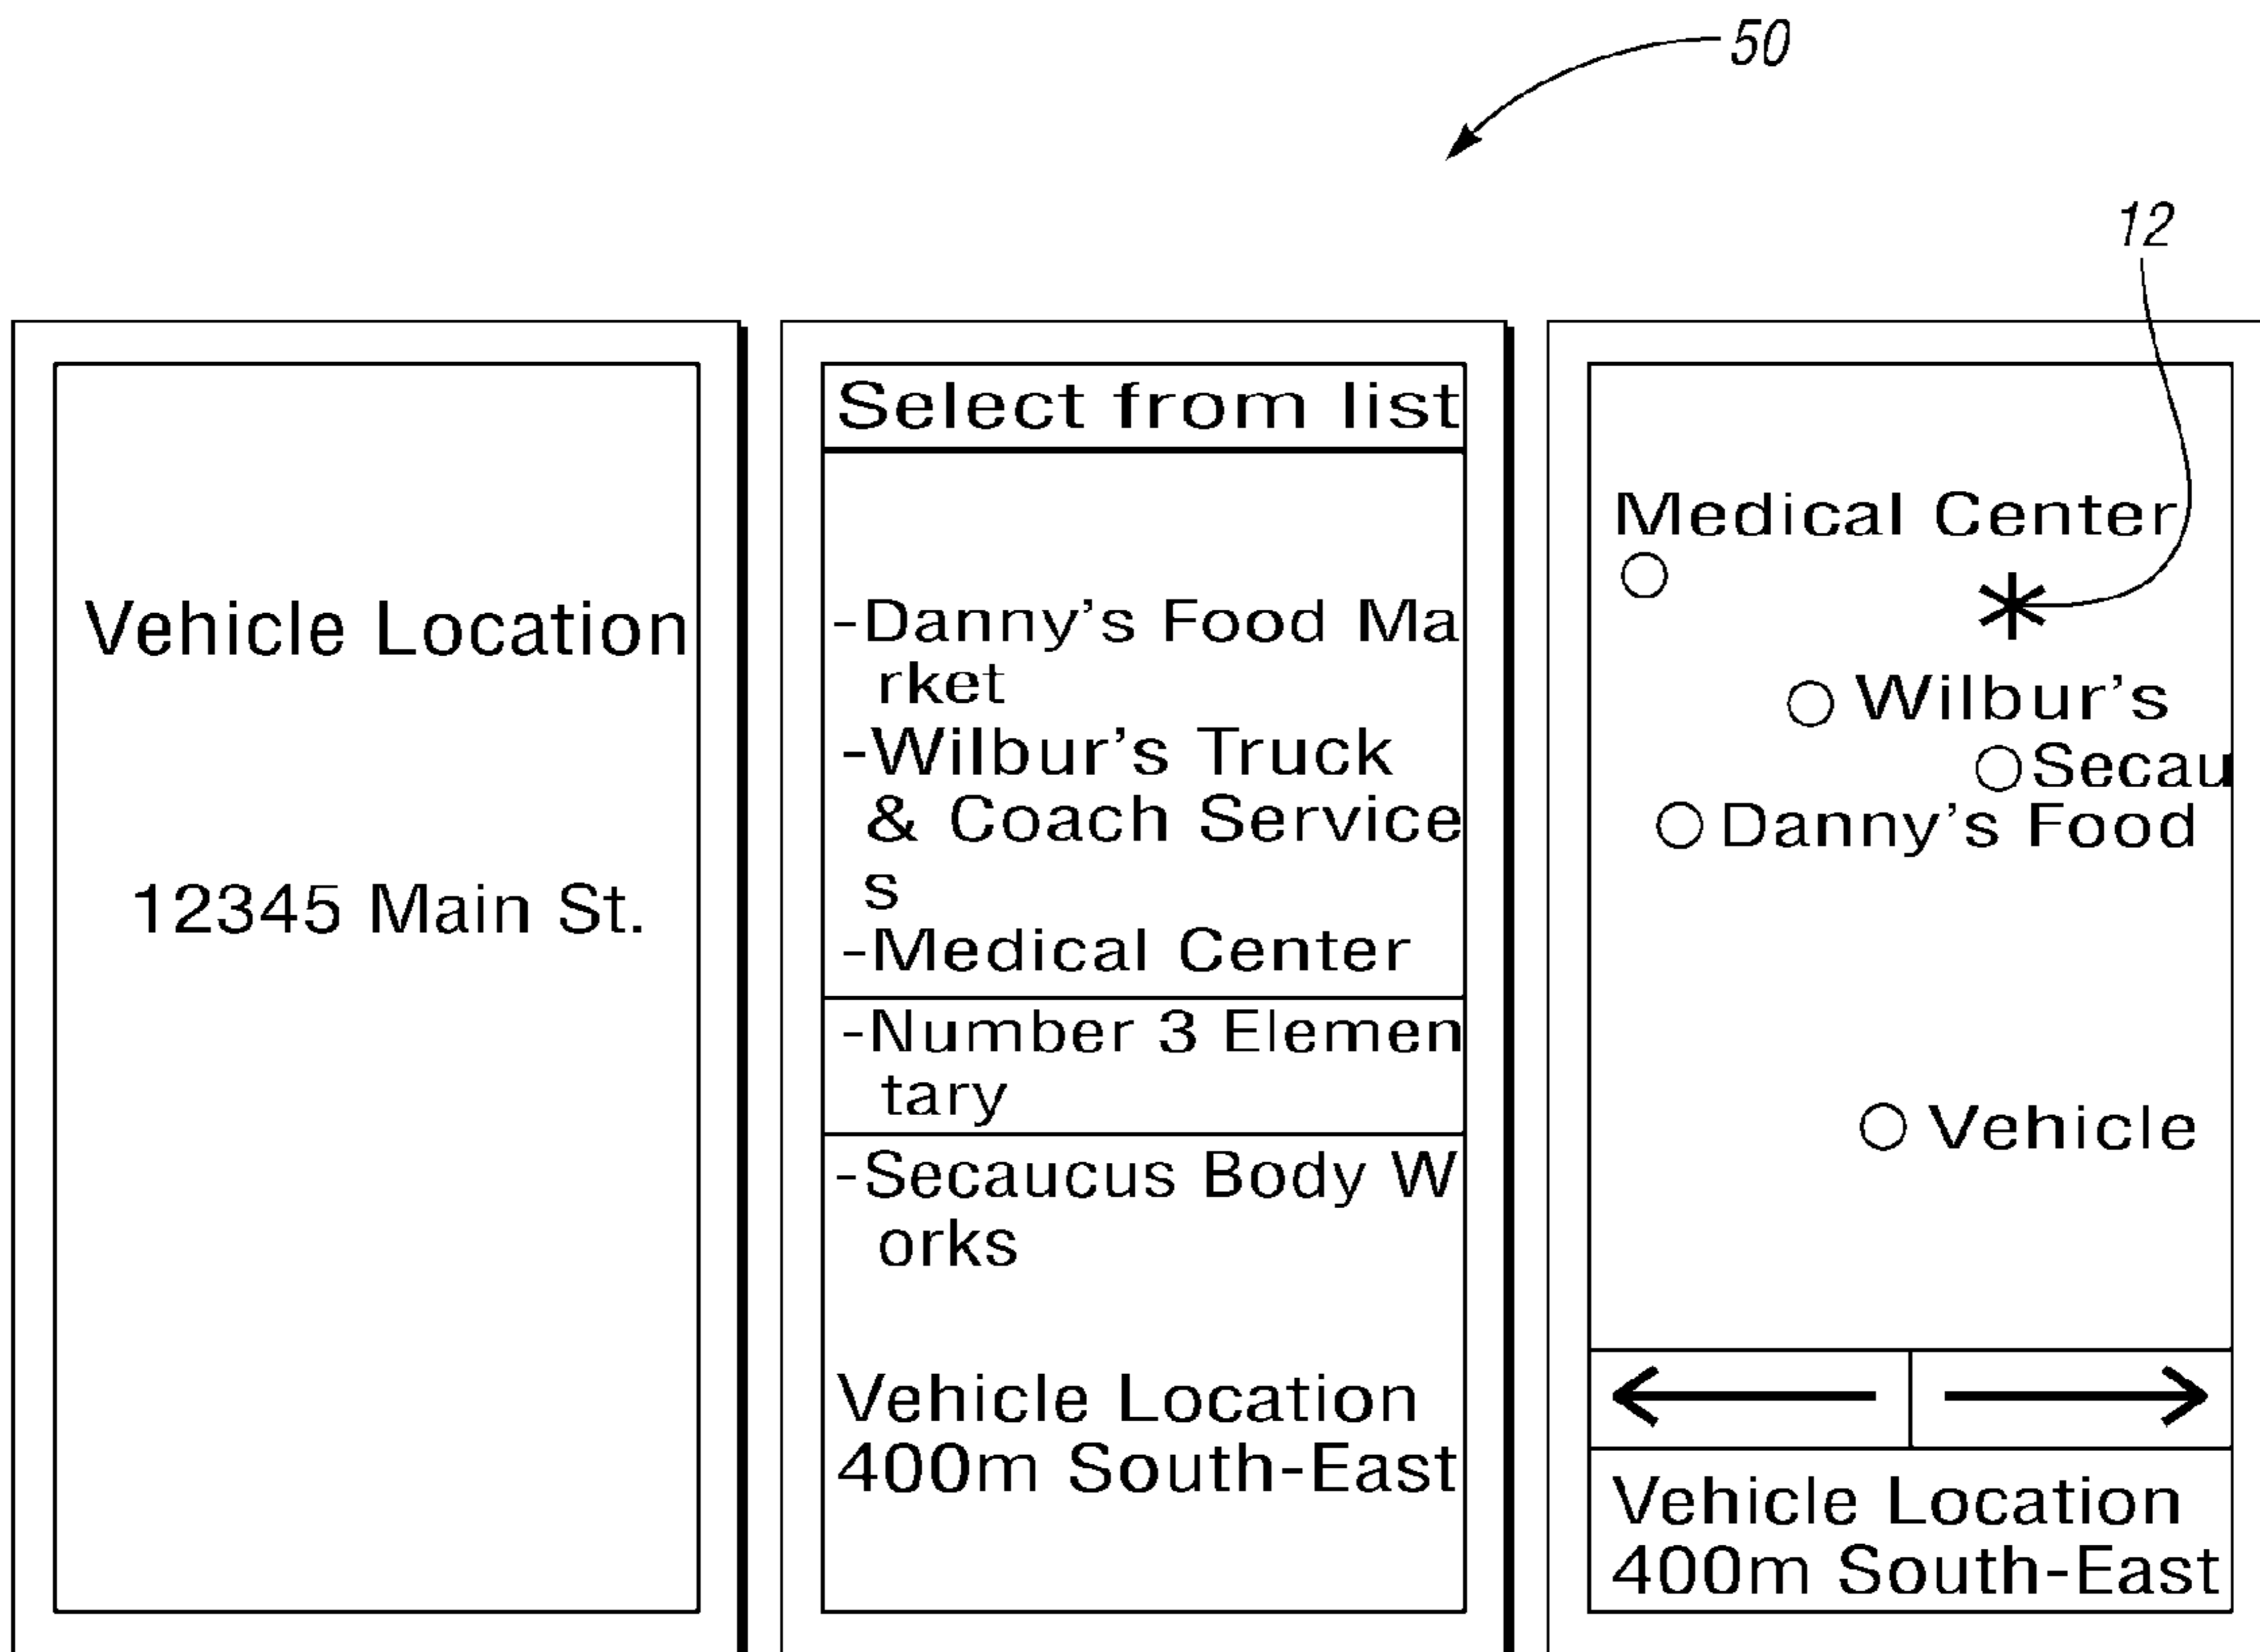 50
12
Vehicle Location
12345 Main St.
Select from list
-Danny's Food Ma
rket
-Wilbur's Truck
& Coach Service
s
-Medical Center
-Number 3 Elemen
tary
-Secaucus Body W
orks
Vehicle Location
400m South-East
Medical Center
Wilbur's
Secau
Danny's Food
Vehicle
Vehicle Location
400m South-East